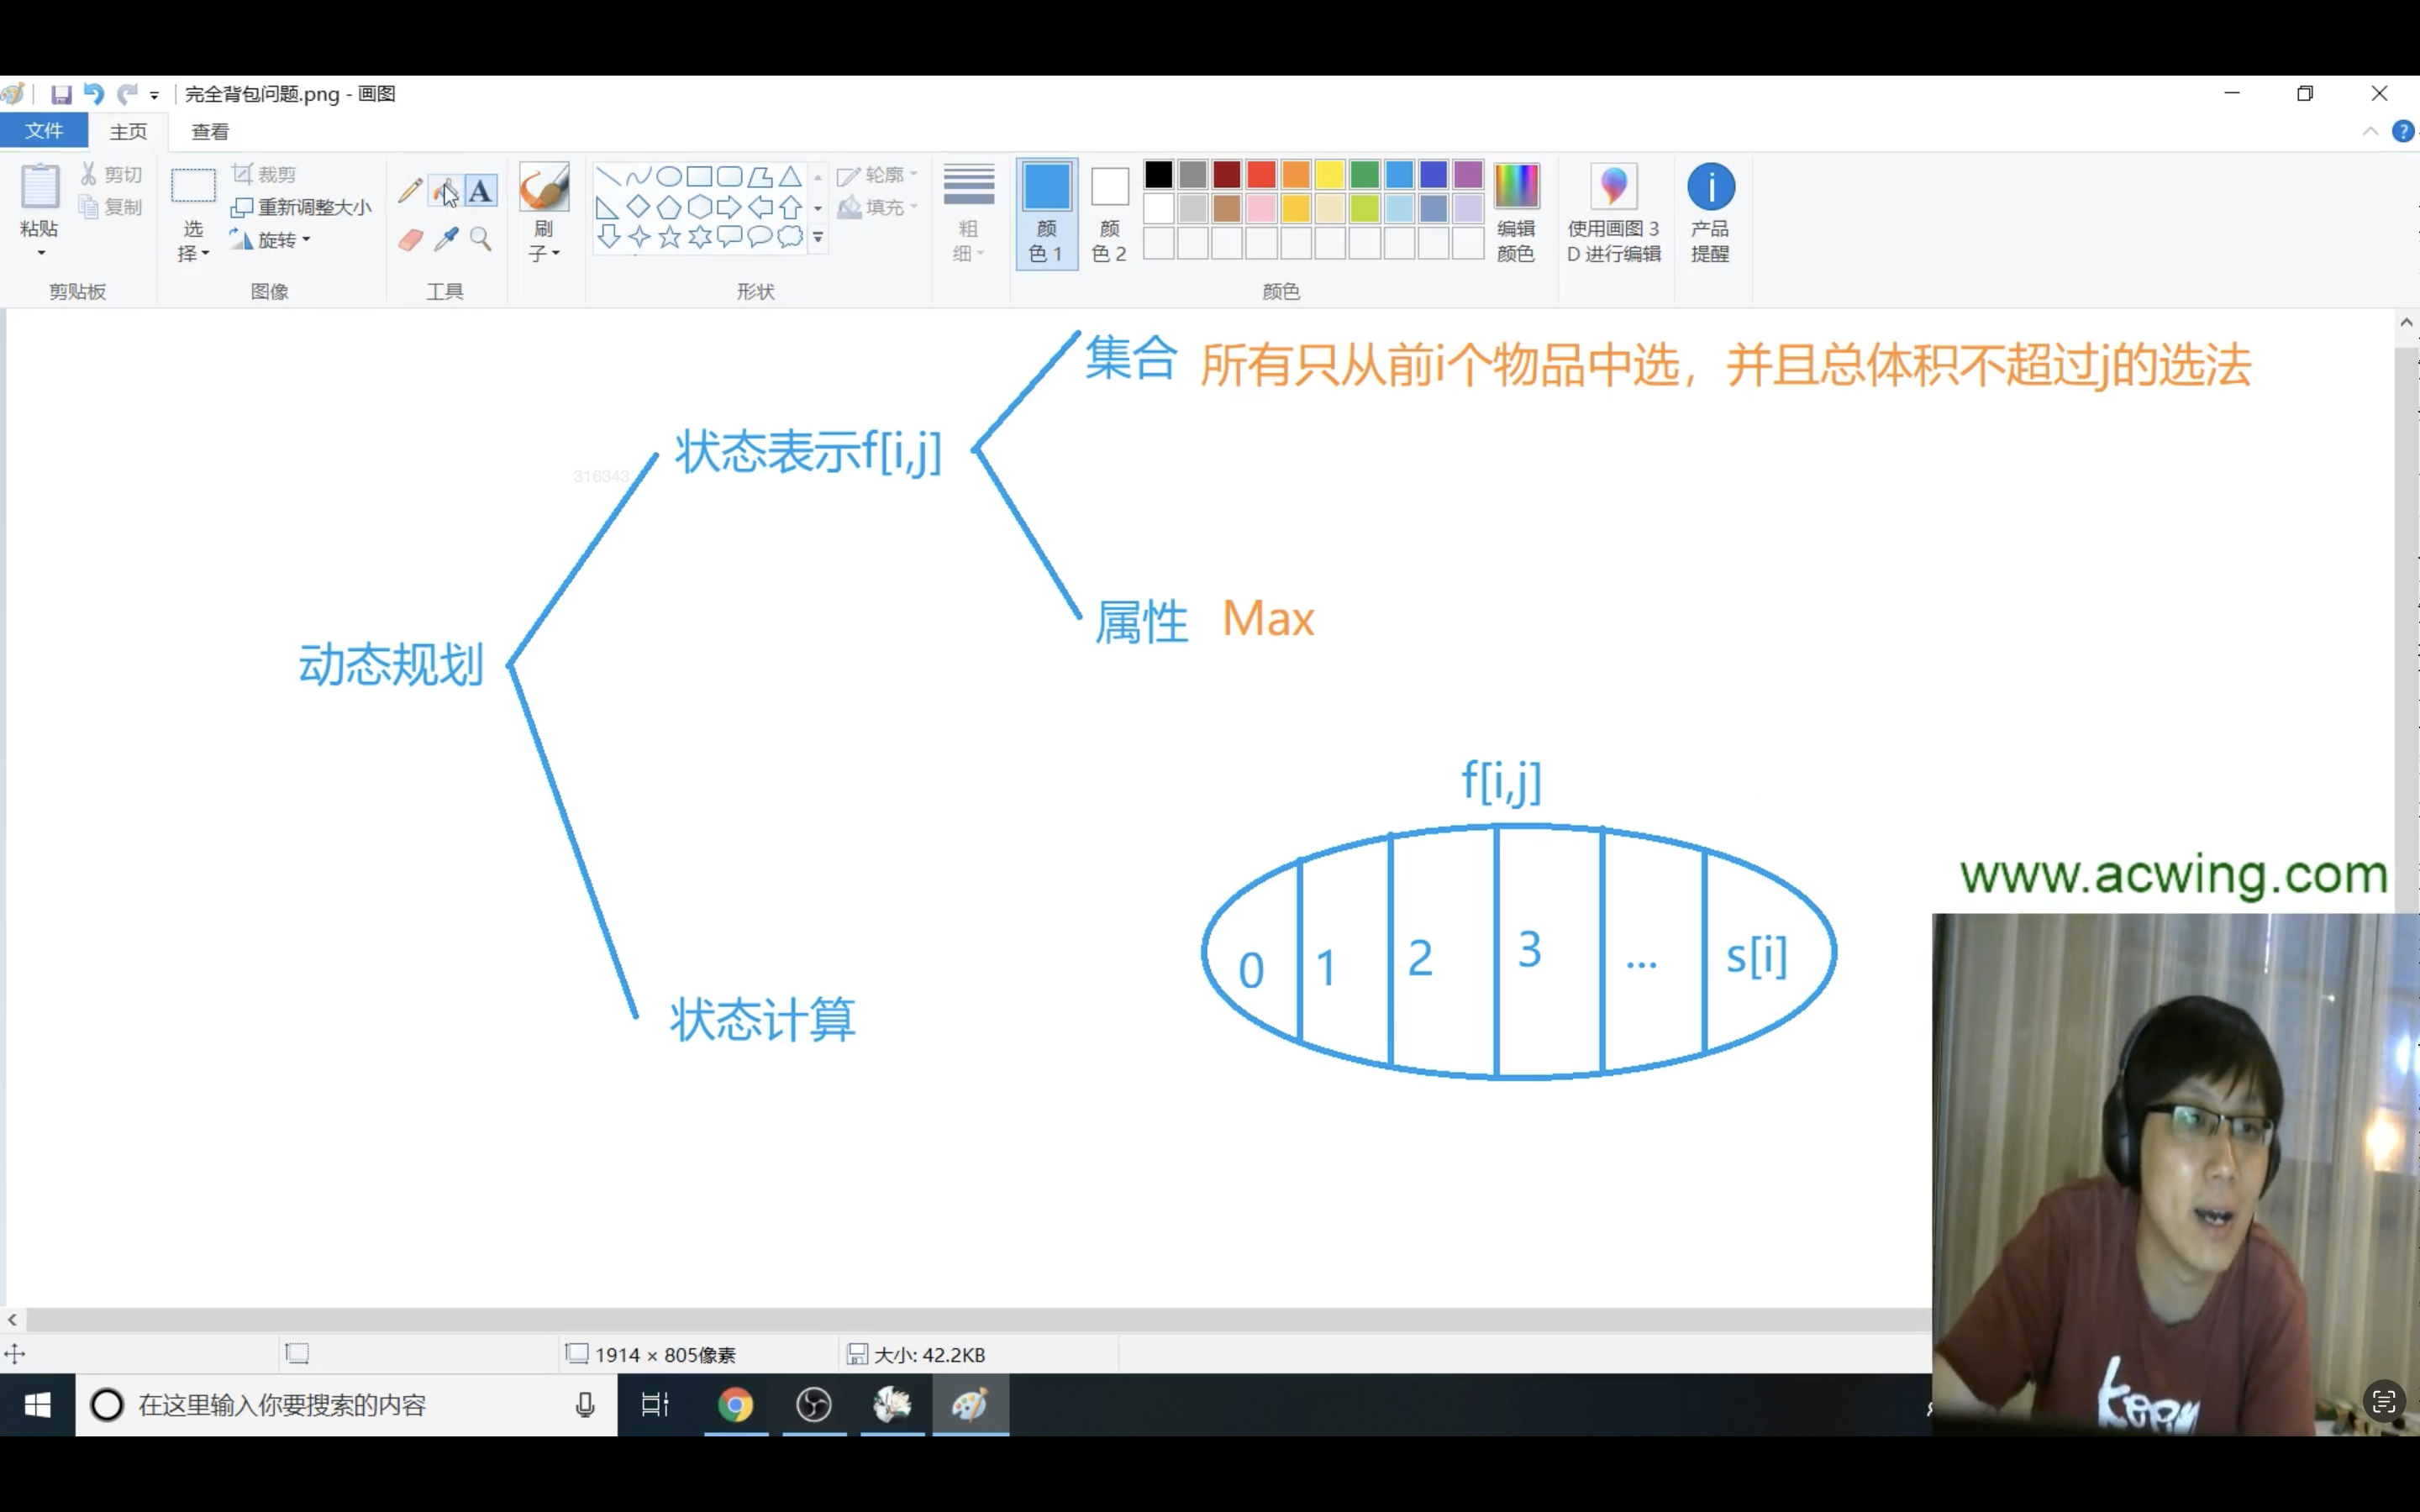 完全背包问题.png - 画图
文件 主页 查看
粘贴
剪切
复制
剪贴板
选择
裁剪
重新调整大小
旋转
图像
A
工具
刷子
轮廓
填充
形状
粗细
颜色 1
颜色 2
编辑颜色
颜色
使用画图 3D 进行编辑
产品提醒
集合 所有只从前i个物品中选，并且总体积不超过j的选法
状态表示f[i,j]
316343
属性 Max
动态规划
f[i,j]
0 1 2 3 ... s[i]
状态计算
www.acwing.com
1914 × 805像素
大小: 42.2KB
在这里输入你要搜索的内容